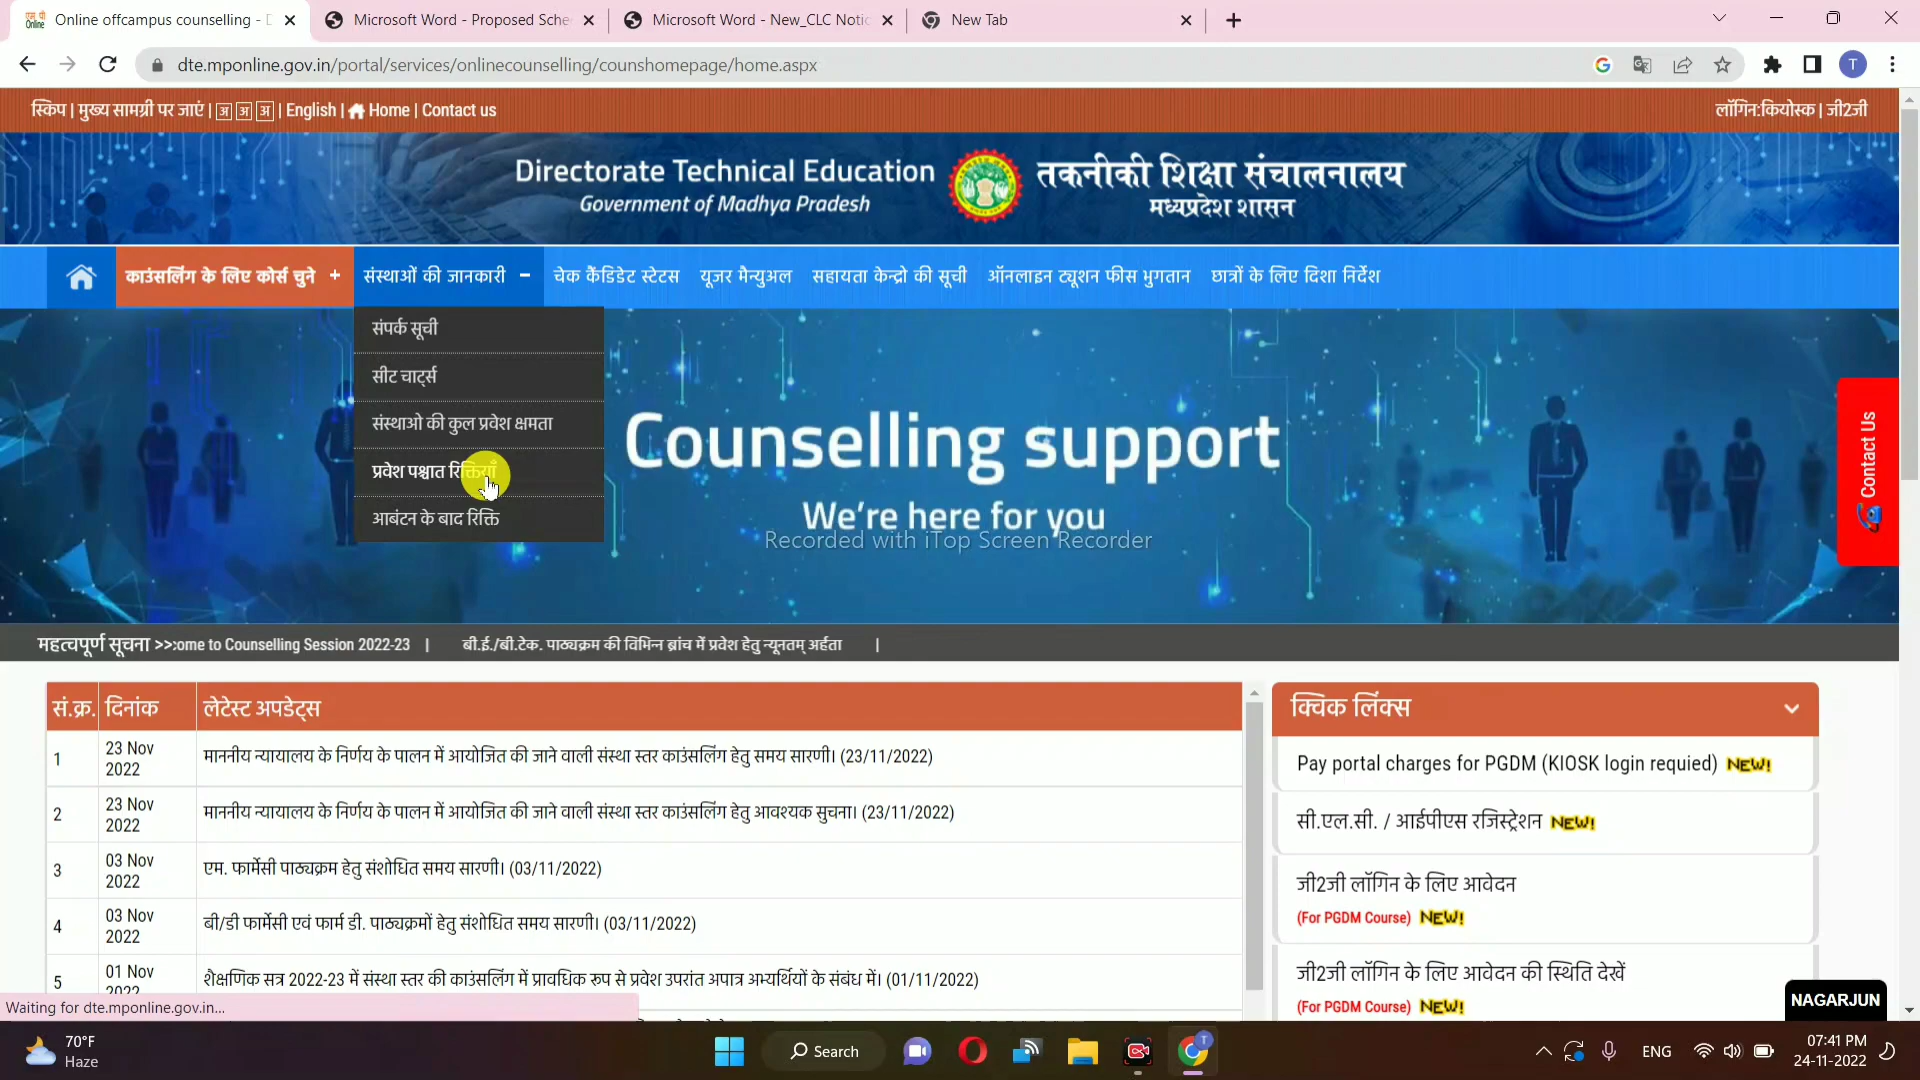 Online offcampus counselling - D
Microsoft Word - Proposed Sche
Microsoft Word - New_CLC Notic
New Tab
dte.mponline.gov.in/portal/services/onlinecounselling/counshomepage/home.aspx
T
स्किप | मुख्य सामग्री पर जाएं | अ अ अ | English | Home | Contact us
लॉगिन:कियोस्क | जी2जी
Directorate Technical Education
Government of Madhya Pradesh
तकनीकी शिक्षा संचालनालय
मध्यप्रदेश शासन
काउंसलिंग के लिए कोर्स चुने +
संस्थाओं की जानकारी −
चेक कैंडिडेट स्टेटस
यूजर मैन्युअल
सहायता केन्द्रो की सूची
ऑनलाइन ट्यूशन फीस भुगतान
छात्रों के लिए दिशा निर्देश
संपर्क सूची
सीट चार्ट्स
संस्थाओ की कुल प्रवेश क्षमता
प्रवेश पश्चात रिक्तियाँ
आबंटन के बाद रिक्ति
Counselling support
We're here for you
Recorded with iTop Screen Recorder
Contact Us
महत्वपूर्ण सूचना >>:ome to Counselling Session 2022-23 |
बी.ई./बी.टेक. पाठ्यक्रम की विभिन्न ब्रांच में प्रवेश हेतु न्यूनतम् अर्हता |
सं.क्र. दिनांक लेटेस्ट अपडेट्स
1 23 Nov 2022 माननीय न्यायालय के निर्णय के पालन में आयोजित की जाने वाली संस्था स्तर काउंसलिंग हेतु समय सारणी। (23/11/2022)
2 23 Nov 2022 माननीय न्यायालय के निर्णय के पालन में आयोजित की जाने वाली संस्था स्तर काउंसलिंग हेतु आवश्यक सुचना। (23/11/2022)
3 03 Nov 2022 एम. फार्मेसी पाठ्यक्रम हेतु संशोधित समय सारणी। (03/11/2022)
4 03 Nov 2022 बी/डी फार्मेसी एवं फार्म डी. पाठ्यक्रमों हेतु संशोधित समय सारणी। (03/11/2022)
5 01 Nov 2022 शैक्षणिक सत्र 2022-23 में संस्था स्तर की काउंसलिंग में प्रावधिक रूप से प्रवेश उपरांत अपात्र अभ्यर्थियों के संबंध में। (01/11/2022)
क्विक लिंक्स
Pay portal charges for PGDM (KIOSK login requied) NEW!
सी.एल.सी. / आईपीएस रजिस्ट्रेशन NEW!
जी2जी लॉगिन के लिए आवेदन
(For PGDM Course) NEW!
जी2जी लॉगिन के लिए आवेदन की स्थिति देखें
(For PGDM Course) NEW!
Waiting for dte.mponline.gov.in...
NAGARJUN
70°F
Haze
Search
T
ENG
07:41 PM
24-11-2022